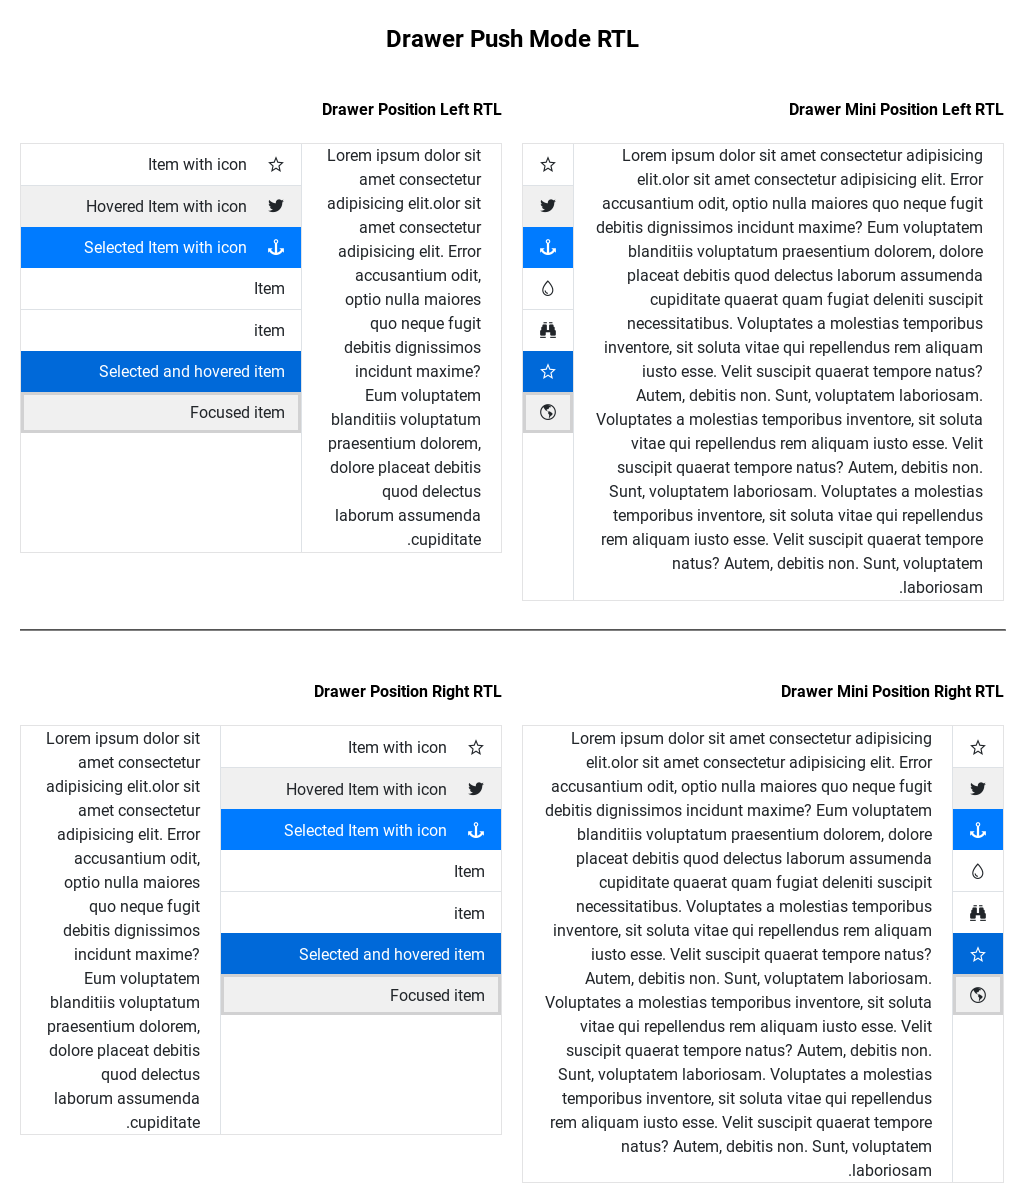 Drawer Push Mode RTL
Drawer Position Left RTL
Item with icon
Hovered Item with icon
Selected Item with icon
Item
item
Selected and hovered item
Focused item
Lorem ipsum dolor sit
amet consectetur
adipisicing elit.olor sit
amet consectetur
adipisicing elit. Error
accusantium odit,
optio nulla maiores
quo neque fugit
debitis dignissimos
incidunt maxime?
Eum voluptatem
blanditiis voluptatum
praesentium dolorem,
dolore placeat debitis
quod delectus
laborum assumenda
.cupiditate
Drawer Mini Position Left RTL
Lorem ipsum dolor sit amet consectetur adipisicing
elit.olor sit amet consectetur adipisicing elit. Error
accusantium odit, optio nulla maiores quo neque fugit
debitis dignissimos incidunt maxime? Eum voluptatem
blanditiis voluptatum praesentium dolorem, dolore
placeat debitis quod delectus laborum assumenda
cupiditate quaerat quam fugiat deleniti suscipit
necessitatibus. Voluptates a molestias temporibus
inventore, sit soluta vitae qui repellendus rem aliquam
iusto esse. Velit suscipit quaerat tempore natus?
Autem, debitis non. Sunt, voluptatem laboriosam.
Voluptates a molestias temporibus inventore, sit soluta
vitae qui repellendus rem aliquam iusto esse. Velit
suscipit quaerat tempore natus? Autem, debitis non.
Sunt, voluptatem laboriosam. Voluptates a molestias
temporibus inventore, sit soluta vitae qui repellendus
rem aliquam iusto esse. Velit suscipit quaerat tempore
natus? Autem, debitis non. Sunt, voluptatem
.laboriosam
Drawer Position Right RTL
Lorem ipsum dolor sit
amet consectetur
adipisicing elit.olor sit
amet consectetur
adipisicing elit. Error
accusantium odit,
optio nulla maiores
quo neque fugit
debitis dignissimos
incidunt maxime?
Eum voluptatem
blanditiis voluptatum
praesentium dolorem,
dolore placeat debitis
quod delectus
laborum assumenda
.cupiditate
Item with icon
Hovered Item with icon
Selected Item with icon
Item
item
Selected and hovered item
Focused item
Drawer Mini Position Right RTL
Lorem ipsum dolor sit amet consectetur adipisicing
elit.olor sit amet consectetur adipisicing elit. Error
accusantium odit, optio nulla maiores quo neque fugit
debitis dignissimos incidunt maxime? Eum voluptatem
blanditiis voluptatum praesentium dolorem, dolore
placeat debitis quod delectus laborum assumenda
cupiditate quaerat quam fugiat deleniti suscipit
necessitatibus. Voluptates a molestias temporibus
inventore, sit soluta vitae qui repellendus rem aliquam
iusto esse. Velit suscipit quaerat tempore natus?
Autem, debitis non. Sunt, voluptatem laboriosam.
Voluptates a molestias temporibus inventore, sit soluta
vitae qui repellendus rem aliquam iusto esse. Velit
suscipit quaerat tempore natus? Autem, debitis non.
Sunt, voluptatem laboriosam. Voluptates a molestias
temporibus inventore, sit soluta vitae qui repellendus
rem aliquam iusto esse. Velit suscipit quaerat tempore
natus? Autem, debitis non. Sunt, voluptatem
.laboriosam